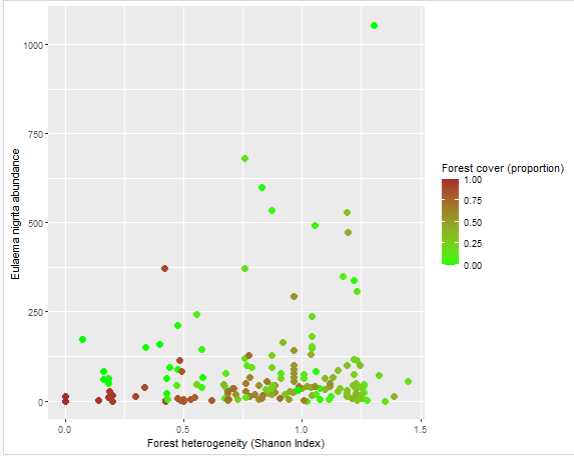 1000
750
500
250
0
Eulaema nigrita abundance
0.0 0.5 1.0 1.5
Forest heterogeneity (Shanon Index)
Forest cover (proportion)
1.00
0.75
0.50
0.25
0.00